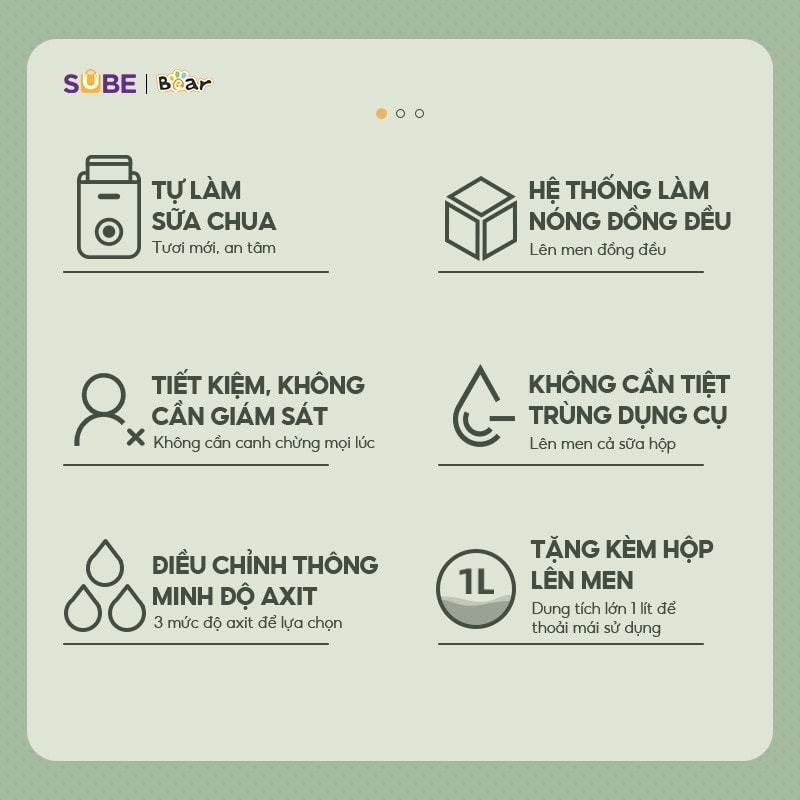 SUBE | Bear
TỰ LÀM
SỮA CHUA
Tươi mới, an tâm
HỆ THỐNG LÀM
NÓNG ĐỒNG ĐỀU
Lên men đồng đều
TIẾT KIỆM, KHÔNG
CẦN GIÁM SÁT
Không cần canh chừng mọi lúc
KHÔNG CẦN TIỆT
TRÙNG DỤNG CỤ
Lên men cả sữa hộp
ĐIỀU CHỈNH THÔNG
MINH ĐỘ AXIT
3 mức độ axit để lựa chọn
1L
TẶNG KÈM HỘP
LÊN MEN
Dung tích lớn 1 lít để
thoải mái sử dụng